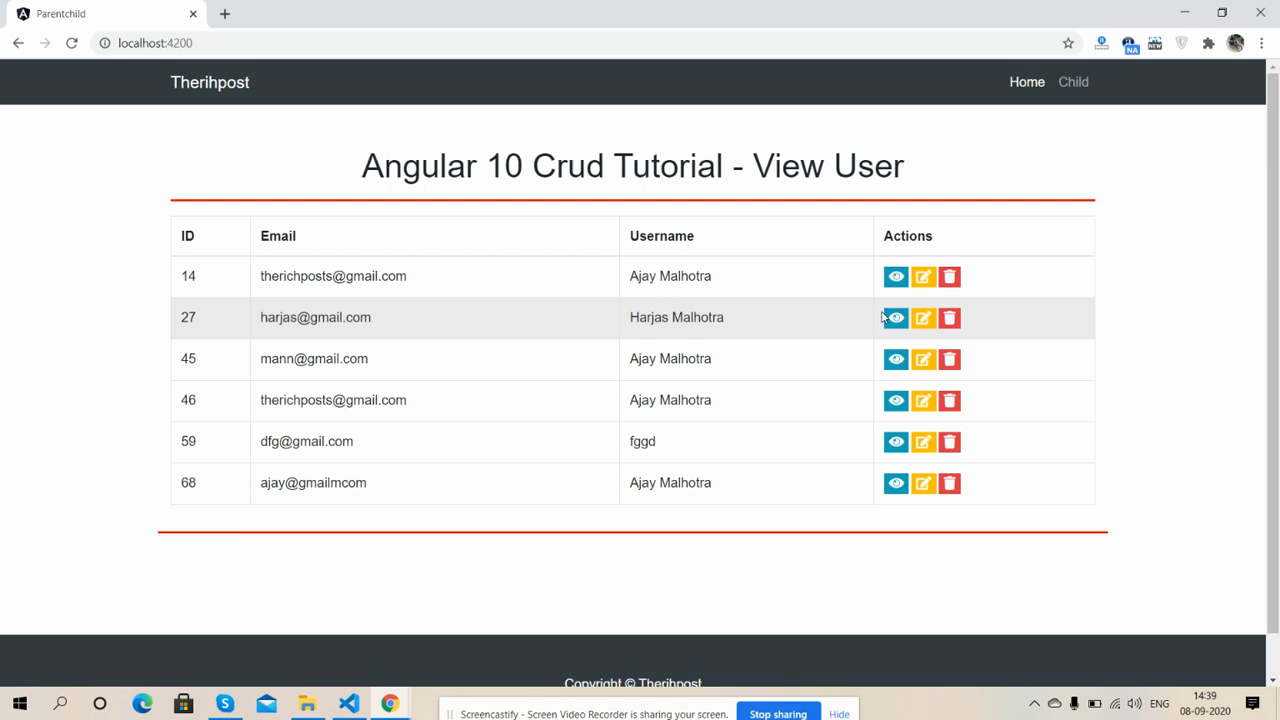 Parentchild
localhost:4200
NA
NEW
Therihpost
Home Child
Angular 10 Crud Tutorial - View User
ID Email Username Actions
14 therichposts@gmail.com Ajay Malhotra
27 harjas@gmail.com Harjas Malhotra
45 mann@gmail.com Ajay Malhotra
46 therichposts@gmail.com Ajay Malhotra
59 dfg@gmail.com fggd
68 ajay@gmailmcom Ajay Malhotra
Copyright © Therihpost
Screencastify - Screen Video Recorder is sharing your screen. Stop sharing Hide
ENG
14:39
08-09-2020